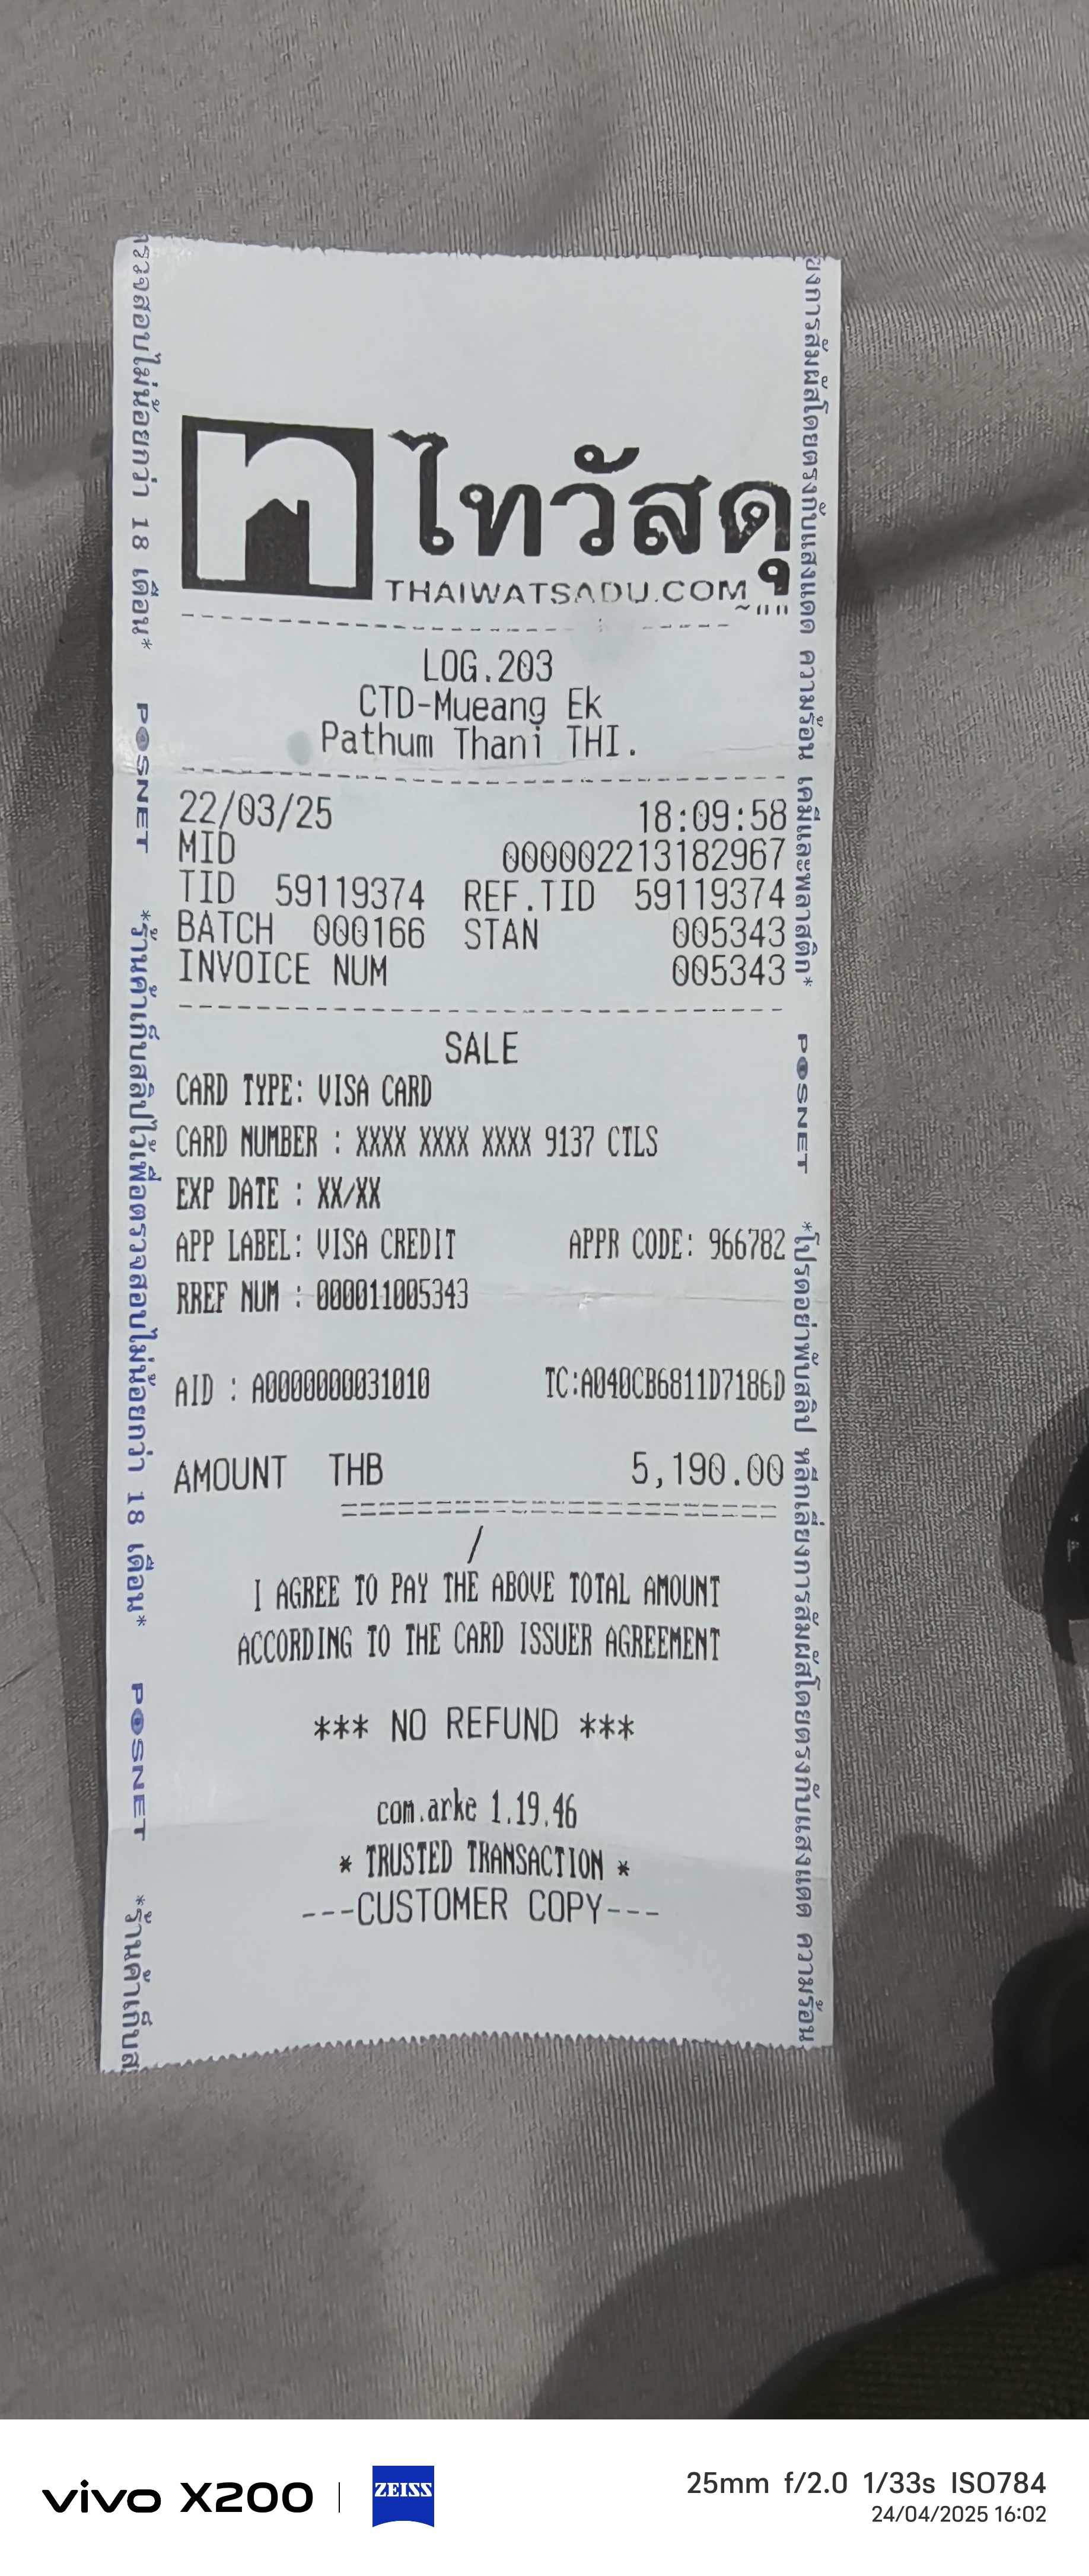 ไทวัสดุ
THAIWATSADU.COM
LOG.203
CTD-Mueang Ek
Pathum Thani THI.
22/03/25 18:09:58
MID 000002213182967
TID 59119374 REF.TID 59119374
BATCH 000166 STAN 005343
INVOICE NUM 005343
SALE
CARD TYPE: VISA CARD
CARD NUMBER : XXXX XXXX XXXX 9137 CTLS
EXP DATE : XX/XX
APP LABEL: VISA CREDIT APPR CODE: 966782
RREF NUM : 000011005343
AID : A0000000031010 TC:A040CB6811D7186D
AMOUNT THB 5,190.00
/
I AGREE TO PAY THE ABOVE TOTAL AMOUNT
ACCORDING TO THE CARD ISSUER AGREEMENT
*** NO REFUND ***
com.arke 1.19.46
* TRUSTED TRANSACTION *
---CUSTOMER COPY---
ตรวจสอบไม่น้อยกว่า 18 เดือน* POSNET *ร้านค้าเก็บสลิปไว้เพื่อตรวจสอบไม่น้อยกว่า 18 เดือน* POSNET *ร้านค้าเก็บส
ยงการสัมผัสโดยตรงกับแสงแดด ความร้อน เคมีและพลาสติก* POSNET *โปรดอย่าพับสลิป หลีกเลี่ยงการสัมผัสโดยตรงกับแสงแดด ความร้อน
vivo X200 | ZEISS
25mm f/2.0 1/33s ISO784
24/04/2025 16:02